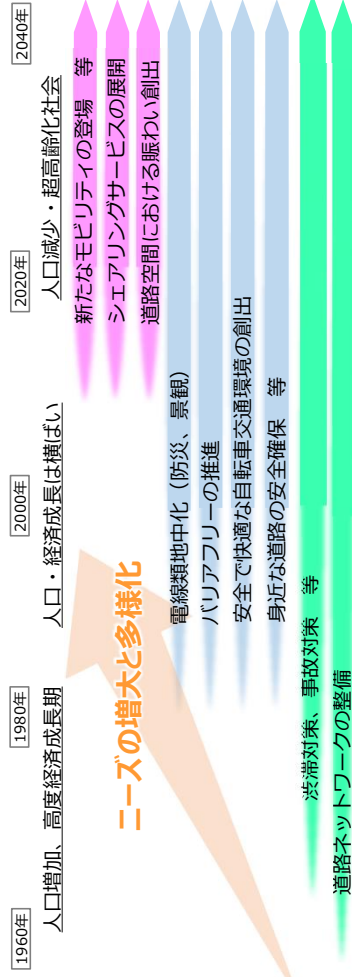 1960年
1980年
2000年
2020年
2040年
人口増加、高度経済成長期
人口・経済成長は横ばい
人口減少・超高齢化社会
ニーズの増大と多様化
新たなモビリティの登場　等
シェアリングサービスの展開
道路空間における賑わい創出
電線類地中化（防災、景観）
バリアフリーの推進
安全で快適な自転車交通環境の創出
身近な道路の安全確保　等
渋滞対策、事故対策　等
道路ネットワークの整備